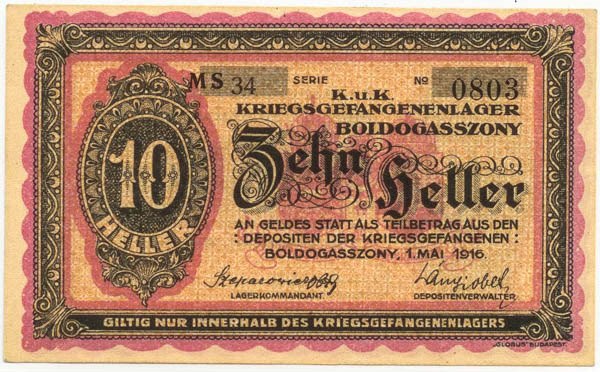 MS 34 SERIE No 0803
K.u.K.
KRIEGSGEFANGENENLAGER
BOLDOGASSZONY
10
HELLER
Zehn Heller
AN GELDES STATT ALS TEILBETRAG AUS DEN
: DEPOSITEN DER KRIEGSGEFANGENEN :
BOLDOGASSZONY, 1. MAI 1916.
LAGERKOMMANDANT DEPOSITENVERWALTER
GILTIG NUR INNERHALB DES KRIEGSGEFANGENENLAGERS
„GLOBUS“ BUDAPEST